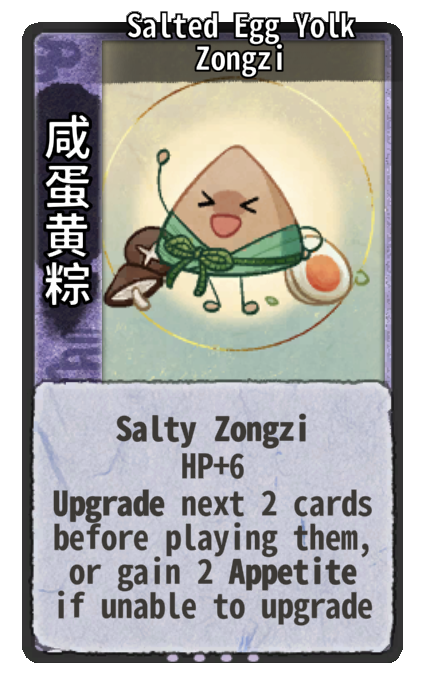 Salted Egg Yolk
Zongzi
咸蛋黄粽
Salty Zongzi
HP+6
Upgrade next 2 cards
before playing them,
or gain 2 Appetite
if unable to upgrade